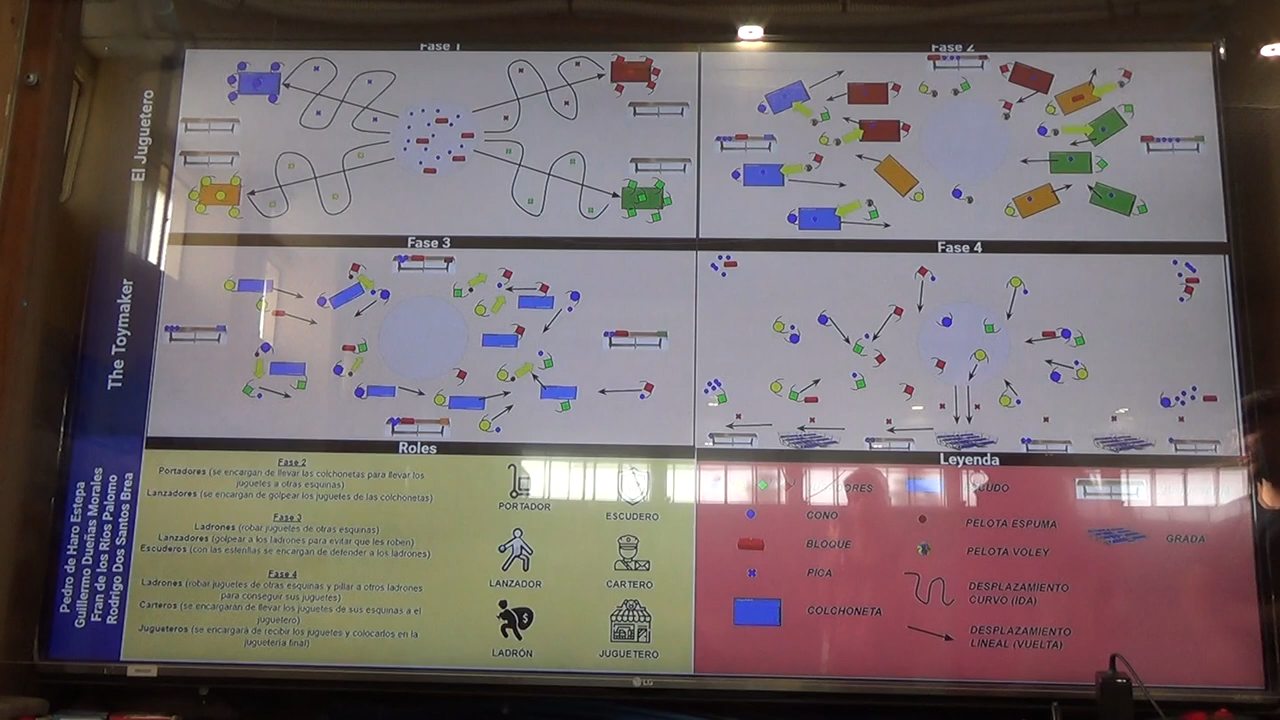 Fase 1
Fase 2
El Juguetero
Fase 3
Fase 4
The Toymaker
Roles
Leyenda
Pedro de Haro Estepa
Guillermo Dueñas Morales
Fran de los Ríos Palomo
Rodrigo Dos Santos Brea
Fase 2
Portadores (se encargan de llevar las colchonetas para llevar los
juguetes a otras esquinas)
Lanzadores (se encargan de golpear los juguetes de las colchonetas)
Fase 3
Ladrones (robar juguetes de otras esquinas)
Lanzadores (golpear a los ladrones para evitar que les roben)
Escuderos (con las esterillas se encargan de defender a los ladrones)
Fase 4
Ladrones (robar juguetes de otras esquinas y pillar a otros ladrones
para conseguir sus juguetes)
Carteros (se encargarán de llevar los juguetes de sus esquinas a el
juguetero)
Jugueteros (se encargará de recibir los juguetes y colocarlos en la
juguetería final)
PORTADOR
ESCUDERO
LANZADOR
CARTERO
LADRÓN
JUGUETERO
CONO
BLOQUE
PICA
COLCHONETA
PELOTA ESPUMA
PELOTA VOLEY
DESPLAZAMIENTO
CURVO (IDA)
DESPLAZAMIENTO
LINEAL (VUELTA)
GRADA
LG